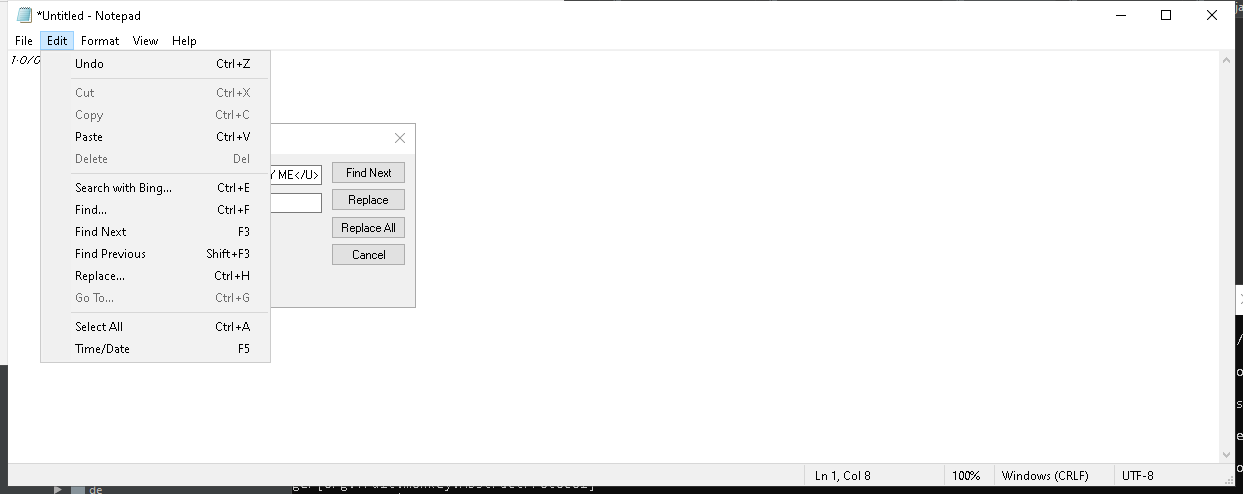 *Untitled - Notepad
File Edit Format View Help
1·0/0
Undo Ctrl+Z
Cut Ctrl+X
Copy Ctrl+C
Paste Ctrl+V
Delete Del
Search with Bing... Ctrl+E
Find... Ctrl+F
Find Next F3
Find Previous Shift+F3
Replace... Ctrl+H
Go To... Ctrl+G
Select All Ctrl+A
Time/Date F5
Y ME</U>
Find Next
Replace
Replace All
Cancel
Ln 1, Col 8 100% Windows (CRLF) UTF-8
de